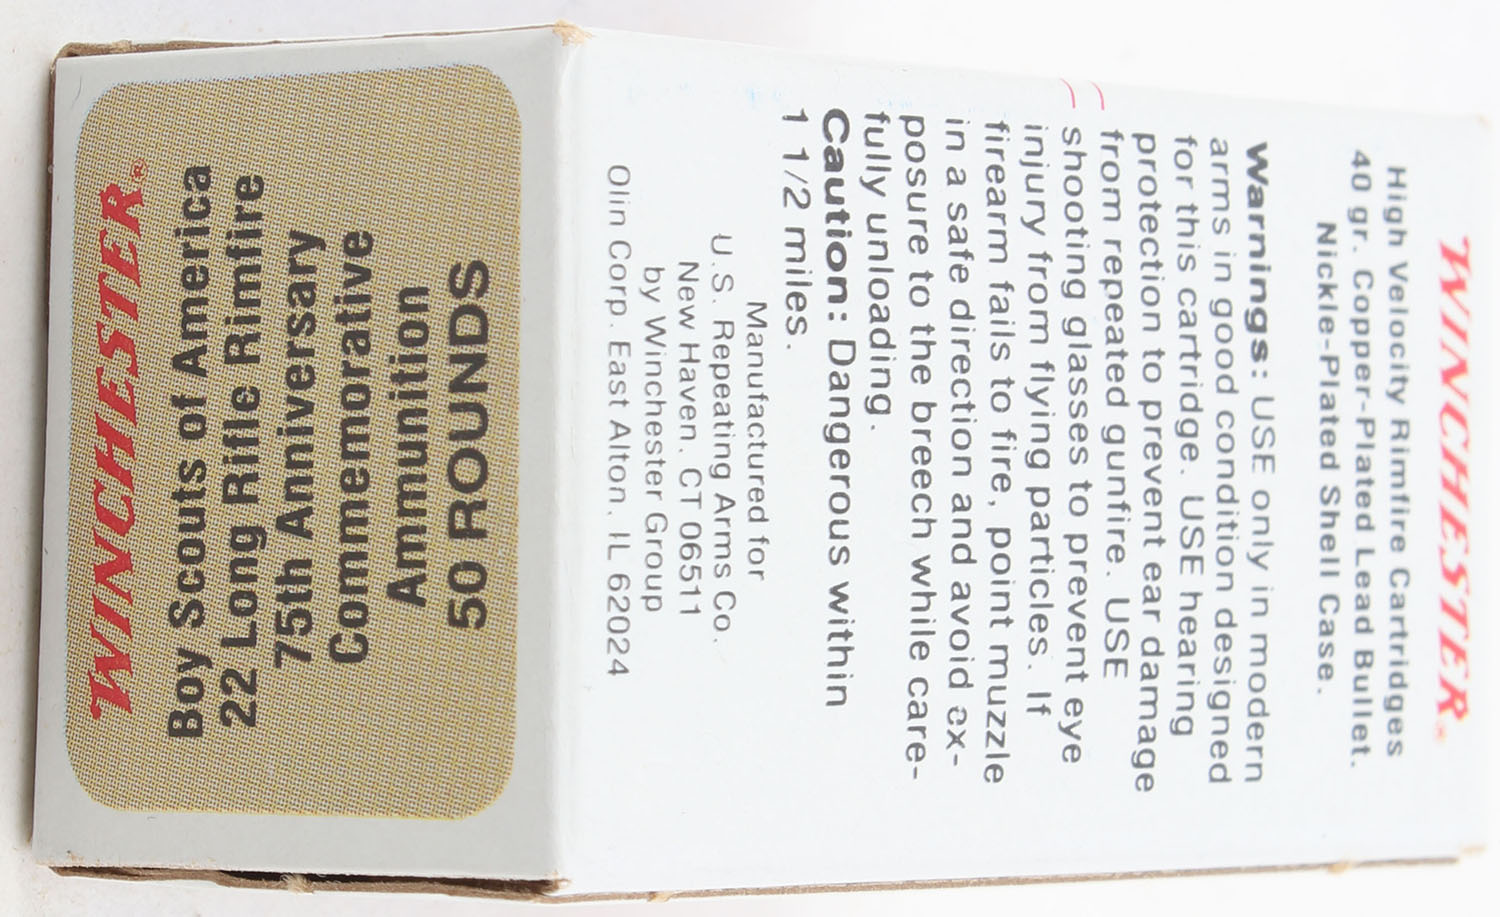 WINCHESTER®
Boy Scouts of America
22 Long Rifle Rimfire
75th Anniversary
Commemorative
Ammunition
50 ROUNDS
WINCHESTER®
High Velocity Rimfire Cartridges
40 gr. Copper-Plated Lead Bullet.
Nickle-Plated Shell Case.
Warnings: USE only in modern
arms in good condition designed
for this cartridge. USE hearing
protection to prevent ear damage
from repeated gunfire. USE
shooting glasses to prevent eye
injury from flying particles. If
firearm fails to fire, point muzzle
in a safe direction and avoid ex-
posure to the breech while care-
fully unloading.
Caution: Dangerous within
1 1/2 miles.
Manufactured for
U.S. Repeating Arms Co.
New Haven, CT 06511
by Winchester Group
Olin Corp. East Alton, IL 62024